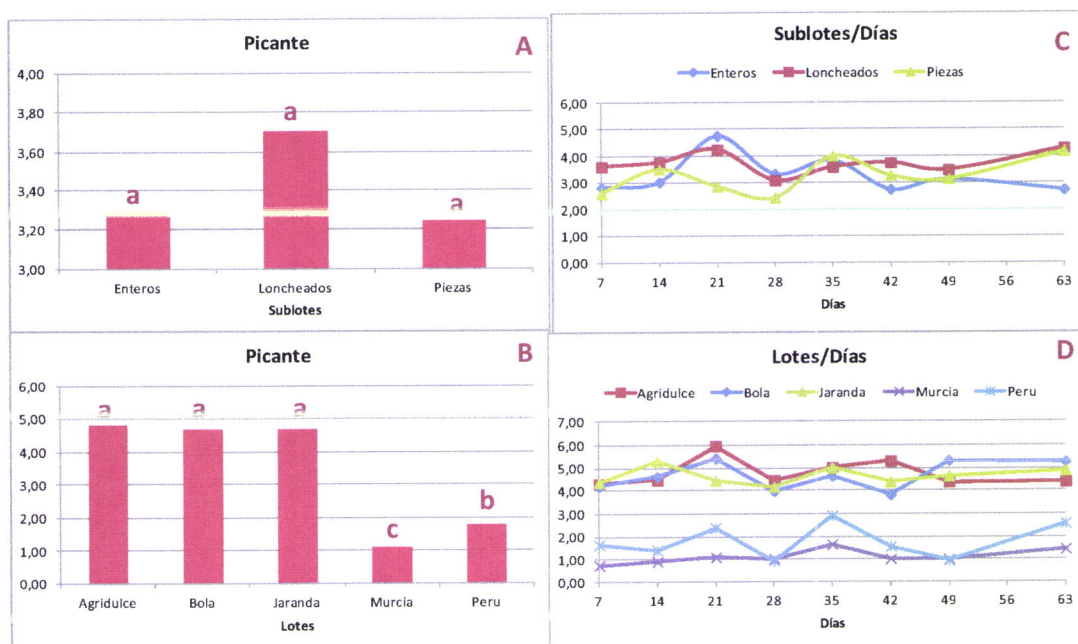 Picante
A
4,00
3,80
3,60
3,40
3,20
3,00
a
a
a
Enteros
Loncheados
Piezas
Sublotes
Picante
B
6,00
5,00
4,00
3,00
2,00
1,00
0,00
a
a
a
c
b
Agridulce
Bola
Jaranda
Murcia
Peru
Lotes
Sublotes/Días
C
Enteros
Loncheados
Piezas
6,00
5,00
4,00
3,00
2,00
1,00
0,00
7
14
21
28
35
42
49
56
63
Días
Lotes/Días
D
Agridulce
Bola
Jaranda
Murcia
Peru
7,00
6,00
5,00
4,00
3,00
2,00
1,00
0,00
7
14
21
28
35
42
49
56
63
Días